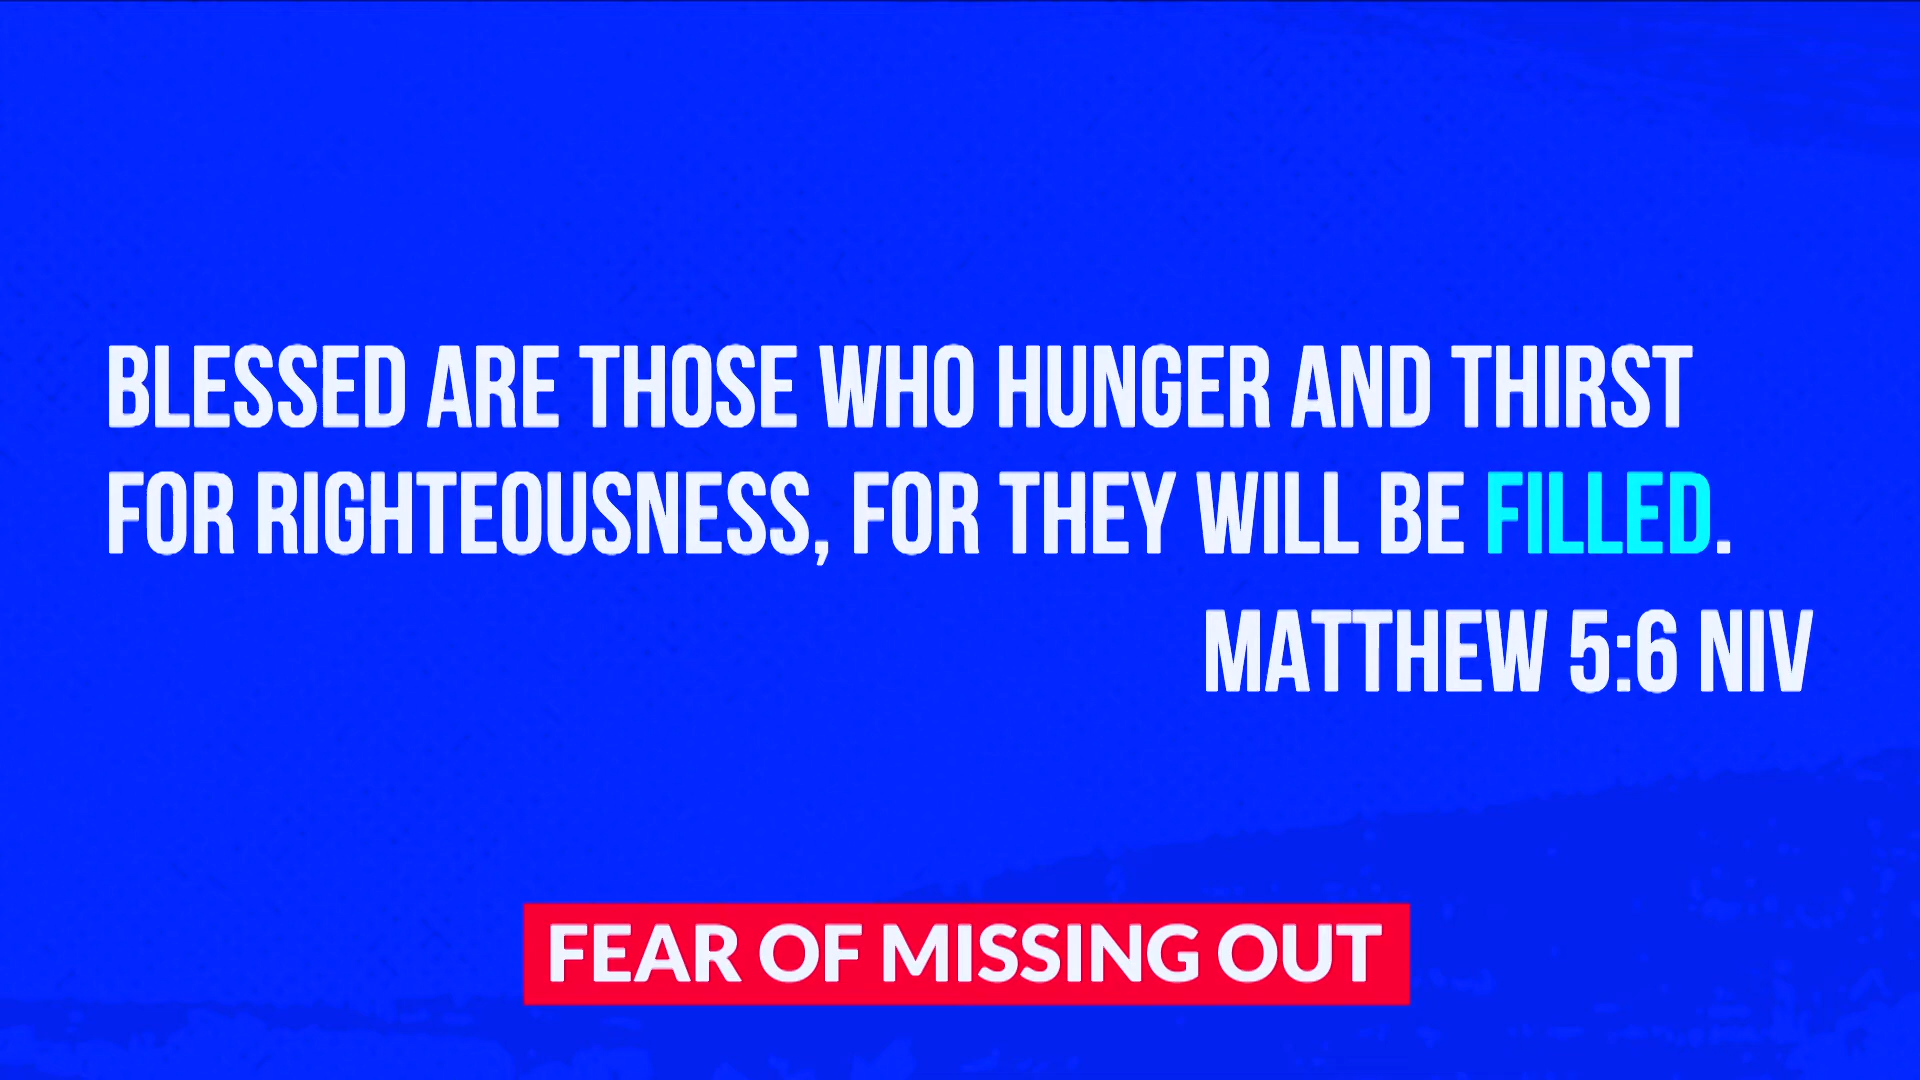 BLESSED ARE THOSE WHO HUNGER AND THIRST
FOR RIGHTEOUSNESS, FOR THEY WILL BE FILLED.
MATTHEW 5:6 NIV
FEAR OF MISSING OUT